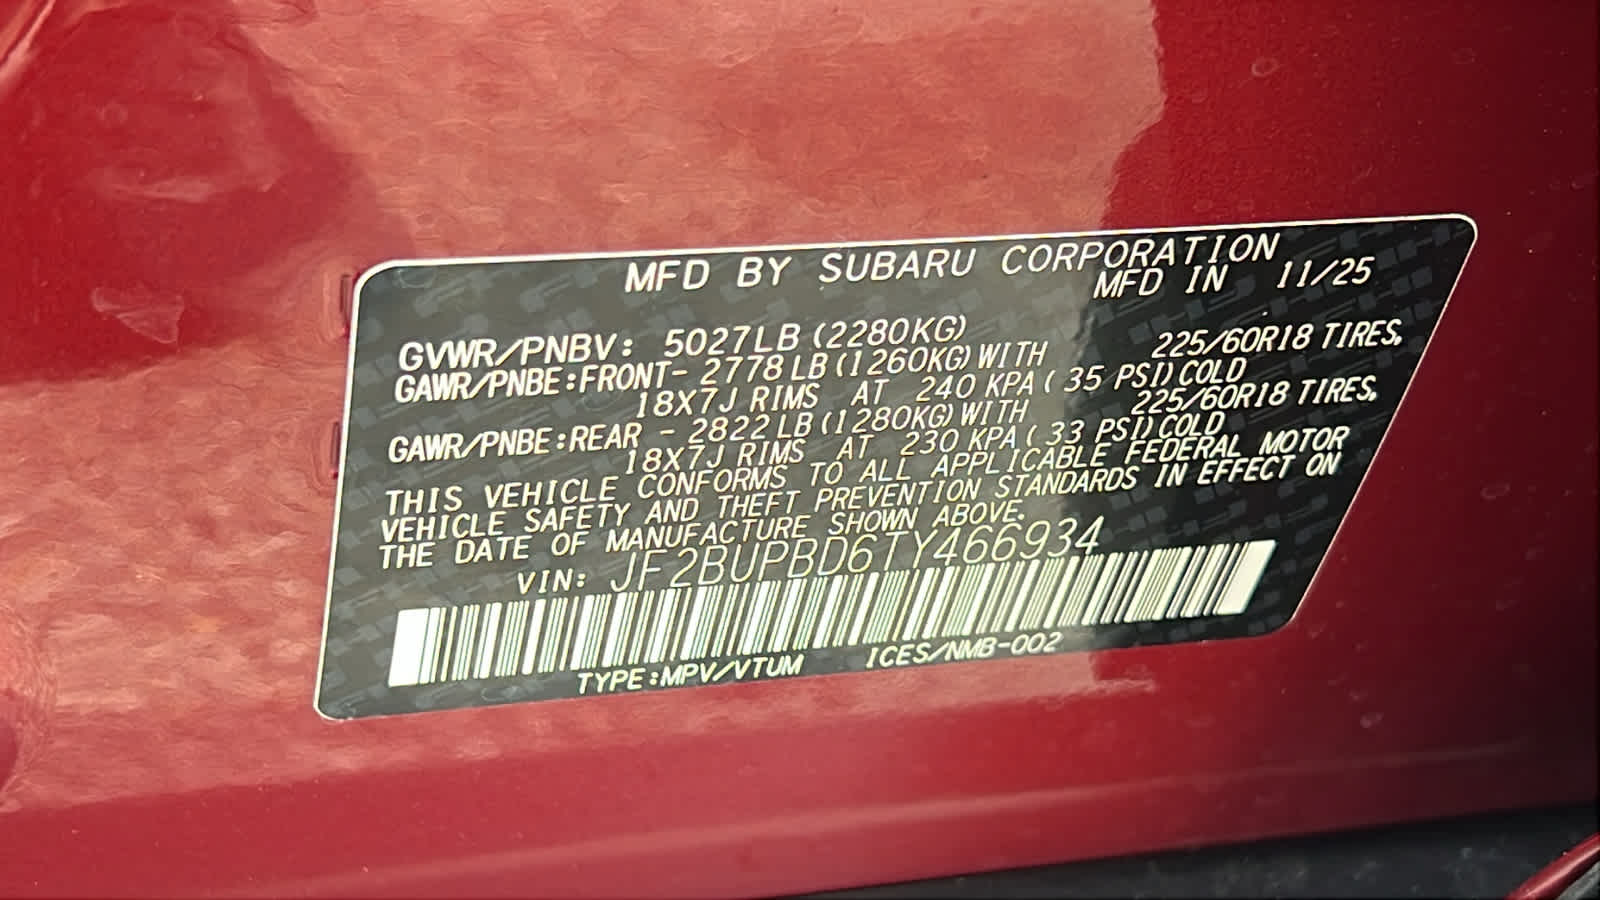 MFD BY SUBARU CORPORATION
MFD IN 11/25
GVWR/PNBV: 5027LB (2280KG)
GAWR/PNBE:FRONT- 2778 LB (1260KG) WITH 225/60R18 TIRES,
18X7J RIMS AT 240 KPA ( 35 PSI) COLD
GAWR/PNBE:REAR - 2822 LB (1280KG) WITH 225/60R18 TIRES,
18X7J RIMS AT 230 KPA ( 33 PSI) COLD
THIS VEHICLE CONFORMS TO ALL APPLICABLE FEDERAL MOTOR
VEHICLE SAFETY AND THEFT PREVENTION STANDARDS IN EFFECT ON
THE DATE OF MANUFACTURE SHOWN ABOVE.
VIN: JF2BUPBD6TY466934
TYPE:MPV/VTUM ICES/NMB-002